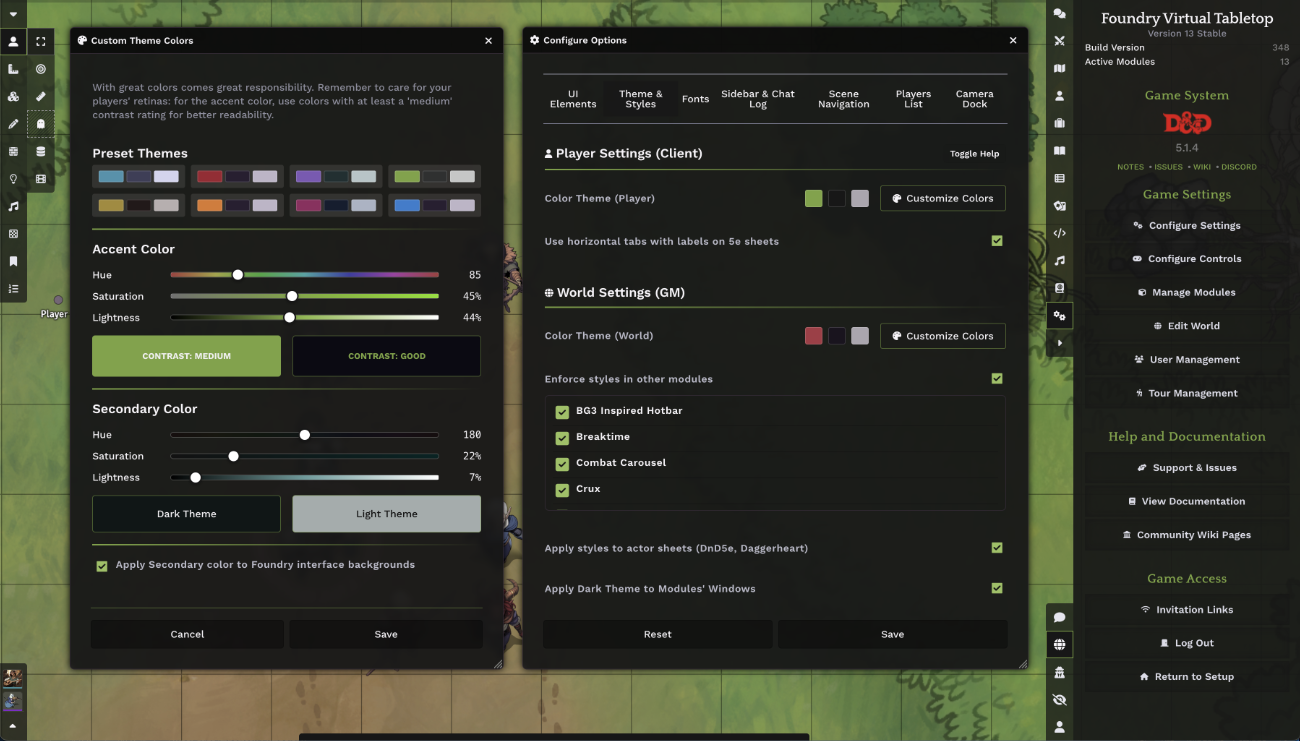 Player
Custom Theme Colors
With great colors comes great responsibility. Remember to care for your
players' retinas: for the accent color, use colors with at least a 'medium'
contrast rating for better readability.
Preset Themes
Accent Color
Hue 85
Saturation 45%
Lightness 44%
CONTRAST: MEDIUM CONTRAST: GOOD
Secondary Color
Hue 180
Saturation 22%
Lightness 7%
Dark Theme Light Theme
Apply Secondary color to Foundry interface backgrounds
Cancel Save
Configure Options
UI
Elements
Theme &
Styles
Fonts
Sidebar & Chat
Log
Scene
Navigation
Players
List
Camera
Dock
Player Settings (Client) Toggle Help
Color Theme (Player) Customize Colors
Use horizontal tabs with labels on 5e sheets
World Settings (GM)
Color Theme (World) Customize Colors
Enforce styles in other modules
BG3 Inspired Hotbar
Breaktime
Combat Carousel
Crux
Apply styles to actor sheets (DnD5e, Daggerheart)
Apply Dark Theme to Modules' Windows
Reset Save
Foundry Virtual Tabletop
Version 13 Stable
Build Version 348
Active Modules 13
Game System
D&D
5.1.4
NOTES • ISSUES • WIKI • DISCORD
Game Settings
Configure Settings
Configure Controls
Manage Modules
Edit World
User Management
Tour Management
Help and Documentation
Support & Issues
View Documentation
Community Wiki Pages
Game Access
Invitation Links
Log Out
Return to Setup